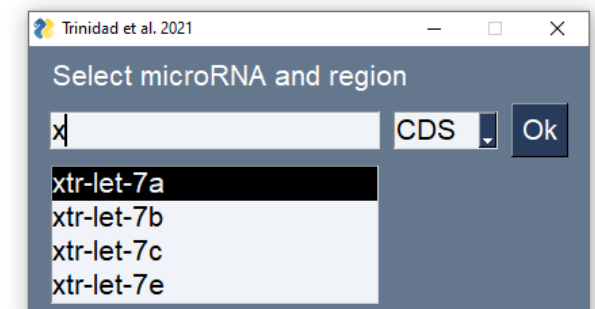 Trinidad et al. 2021
Select microRNA and region
x CDS Ok
xtr-let-7a
xtr-let-7b
xtr-let-7c
xtr-let-7e